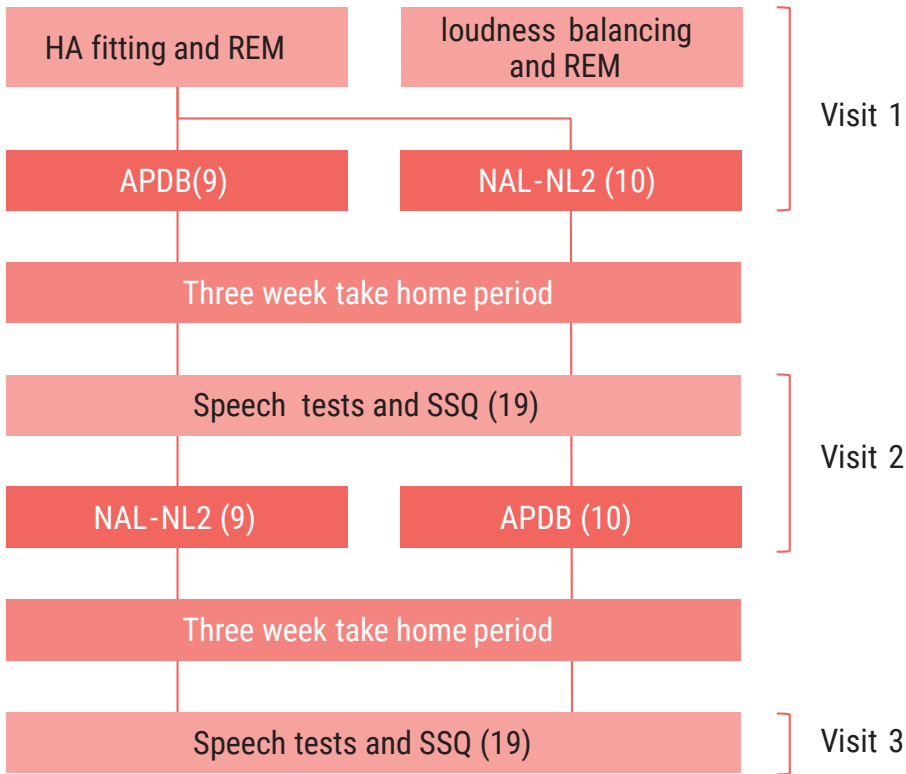 HA fitting and REM
loudness balancing
and REM
Visit 1
APDB(9)
NAL-NL2 (10)
Three week take home period
Speech tests and SSQ (19)
Visit 2
NAL-NL2 (9)
APDB (10)
Three week take home period
Speech tests and SSQ (19)
Visit 3